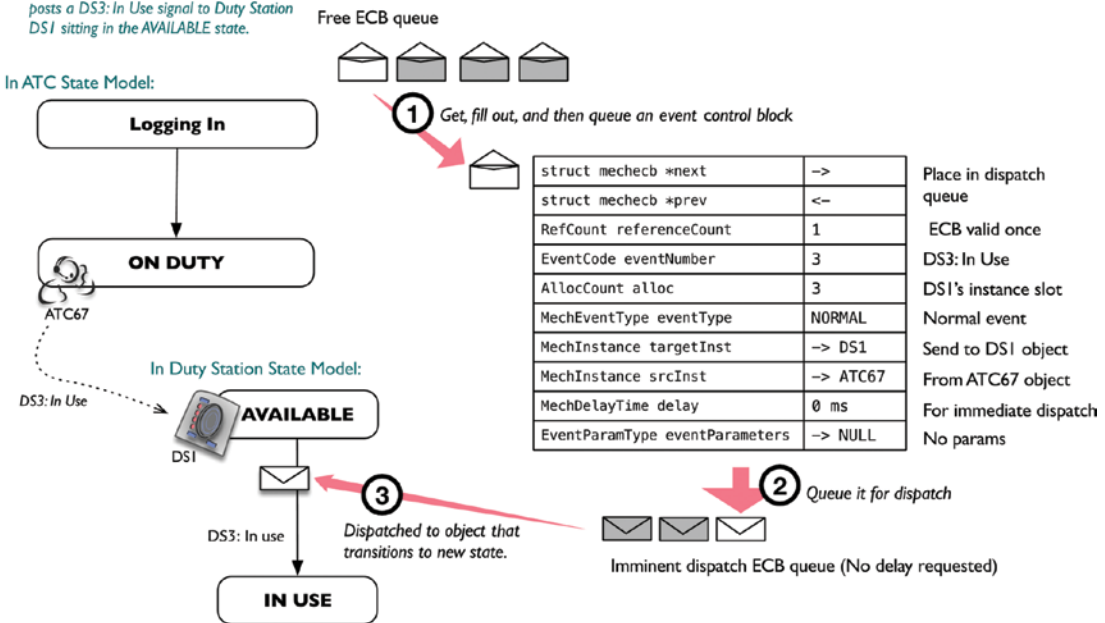 posts a DS3: In Use signal to Duty Station
DS1 sitting in the AVAILABLE state.
Free ECB queue
In ATC State Model:
Logging In
1
Get, fill out, and then queue an event control block
struct mechecb *next -> Place in dispatch
queue
struct mechecb *prev <-
RefCount referenceCount 1 ECB valid once
EventCode eventNumber 3 DS3: In Use
AllocCount alloc 3 DS1's instance slot
MechEventType eventType NORMAL Normal event
MechInstance targetInst -> DS1 Send to DS1 object
MechInstance srcInst -> ATC67 From ATC67 object
MechDelayTime delay 0 ms For immediate dispatch
EventParamType eventParameters -> NULL No params
ON DUTY
ATC67
In Duty Station State Model:
DS3: In Use
AVAILABLE
DS1
2
Queue it for dispatch
3
Dispatched to object that
transitions to new state.
DS3: In use
Imminent dispatch ECB queue (No delay requested)
IN USE